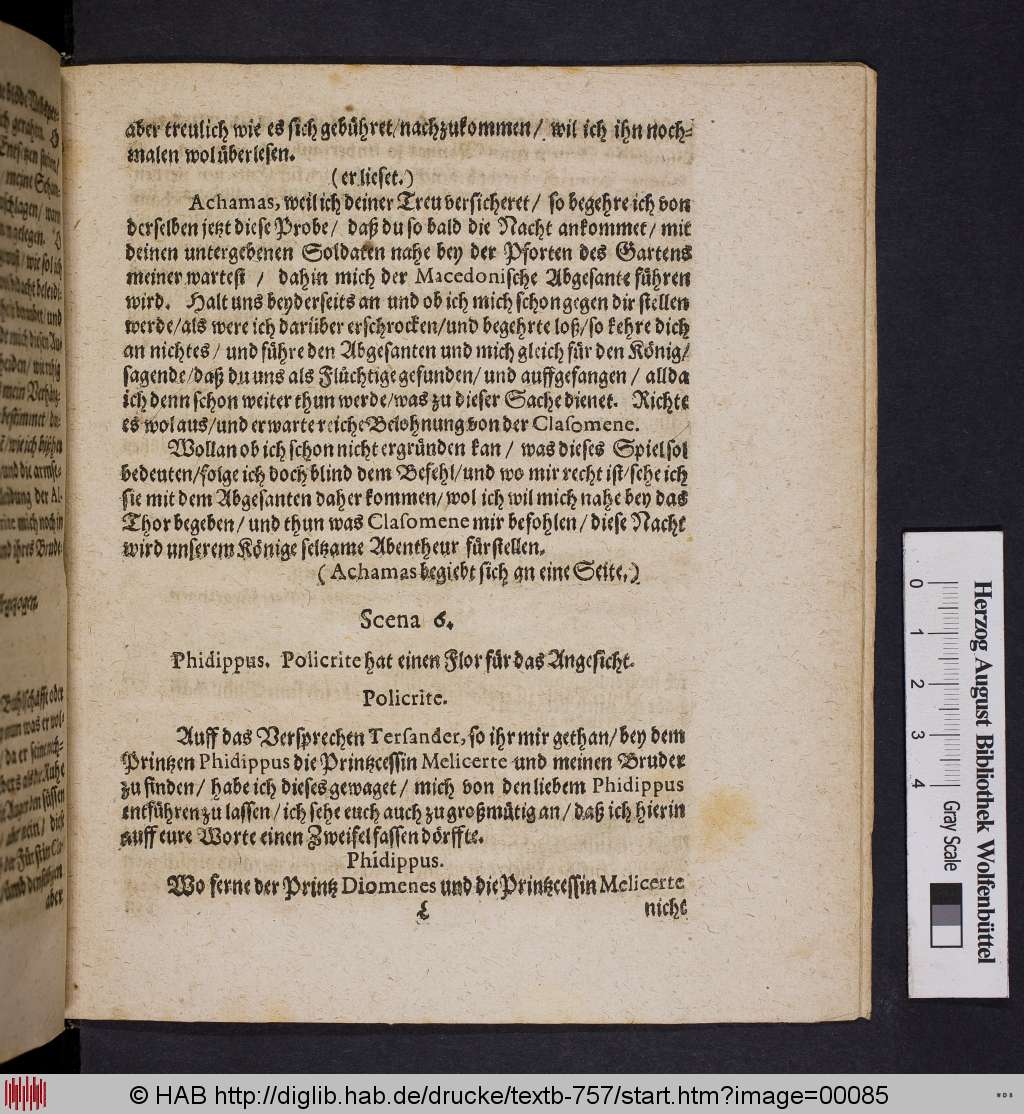 aber treulich wie es sich gebühret/nachzukommen/ wil ich ihn noch-
malen wol überlesen.
(er lieset.)
Achamas, weil ich deiner Treu versicheret/ so begehre ich von
derselben jetzt diese Probe/ daß du so bald die Nacht ankommet/ mit
deinen untergebenen Soldaten nahe bey der Pforten des Gartens
meiner wartest / dahin mich der Macedonische Abgesante führen
wird. Halt uns beyderseits an und ob ich mich schon gegen dir stellen
werde/als were ich darüber erschrocken/und begehrte loß/so kehre dich
an nichtes/ und führe den Abgesanten und mich gleich für den König/
sagende/daß du uns als Flüchtige gefunden/ und auffgefangen/ allda
ich denn schon weiter thun werde/was zu dieser Sache dienet. Richte
es wol aus/und erwarte reiche Belohnung von der Clasomene.
Wollan ob ich schon nicht ergründen kan/ was dieses Spiel sol
bedeuten/folge ich doch blind dem Befehl/und wo mir recht ist/sehe ich
sie mit dem Abgesanten daher kommen/wol ich wil mich nahe bey das
Thor begeben/ und thun was Clasomene mir befohlen/ diese Nacht
wird unserem Könige seltzame Abentheur fürstellen.
(Achamas begiebt sich an eine Seite.)
Scena 6.
Phidippus. Policrite hat einen Flor für das Angesicht.
Policrite.
Auff das Versprechen Tersander, so ihr mir gethan/ bey dem
Printzen Phidippus die Printzcessin Melicerte und meinen Bruder
zu finden/ habe ich dieses gewaget/ mich von den liebem Phidippus
entführen zu lassen/ich sehe euch auch zu großmütig an/daß ich hierin
auff eure Worte einen Zweifel fassen dörffte.
Phidippus.
Wo ferne der Printz Diomenes und die Printzcessin Melicerte
L nicht
Herzog August Bibliothek Wolfenbüttel
0 1 2 3 4
Gray Scale
© HAB http://diglib.hab.de/drucke/textb-757/start.htm?image=00085